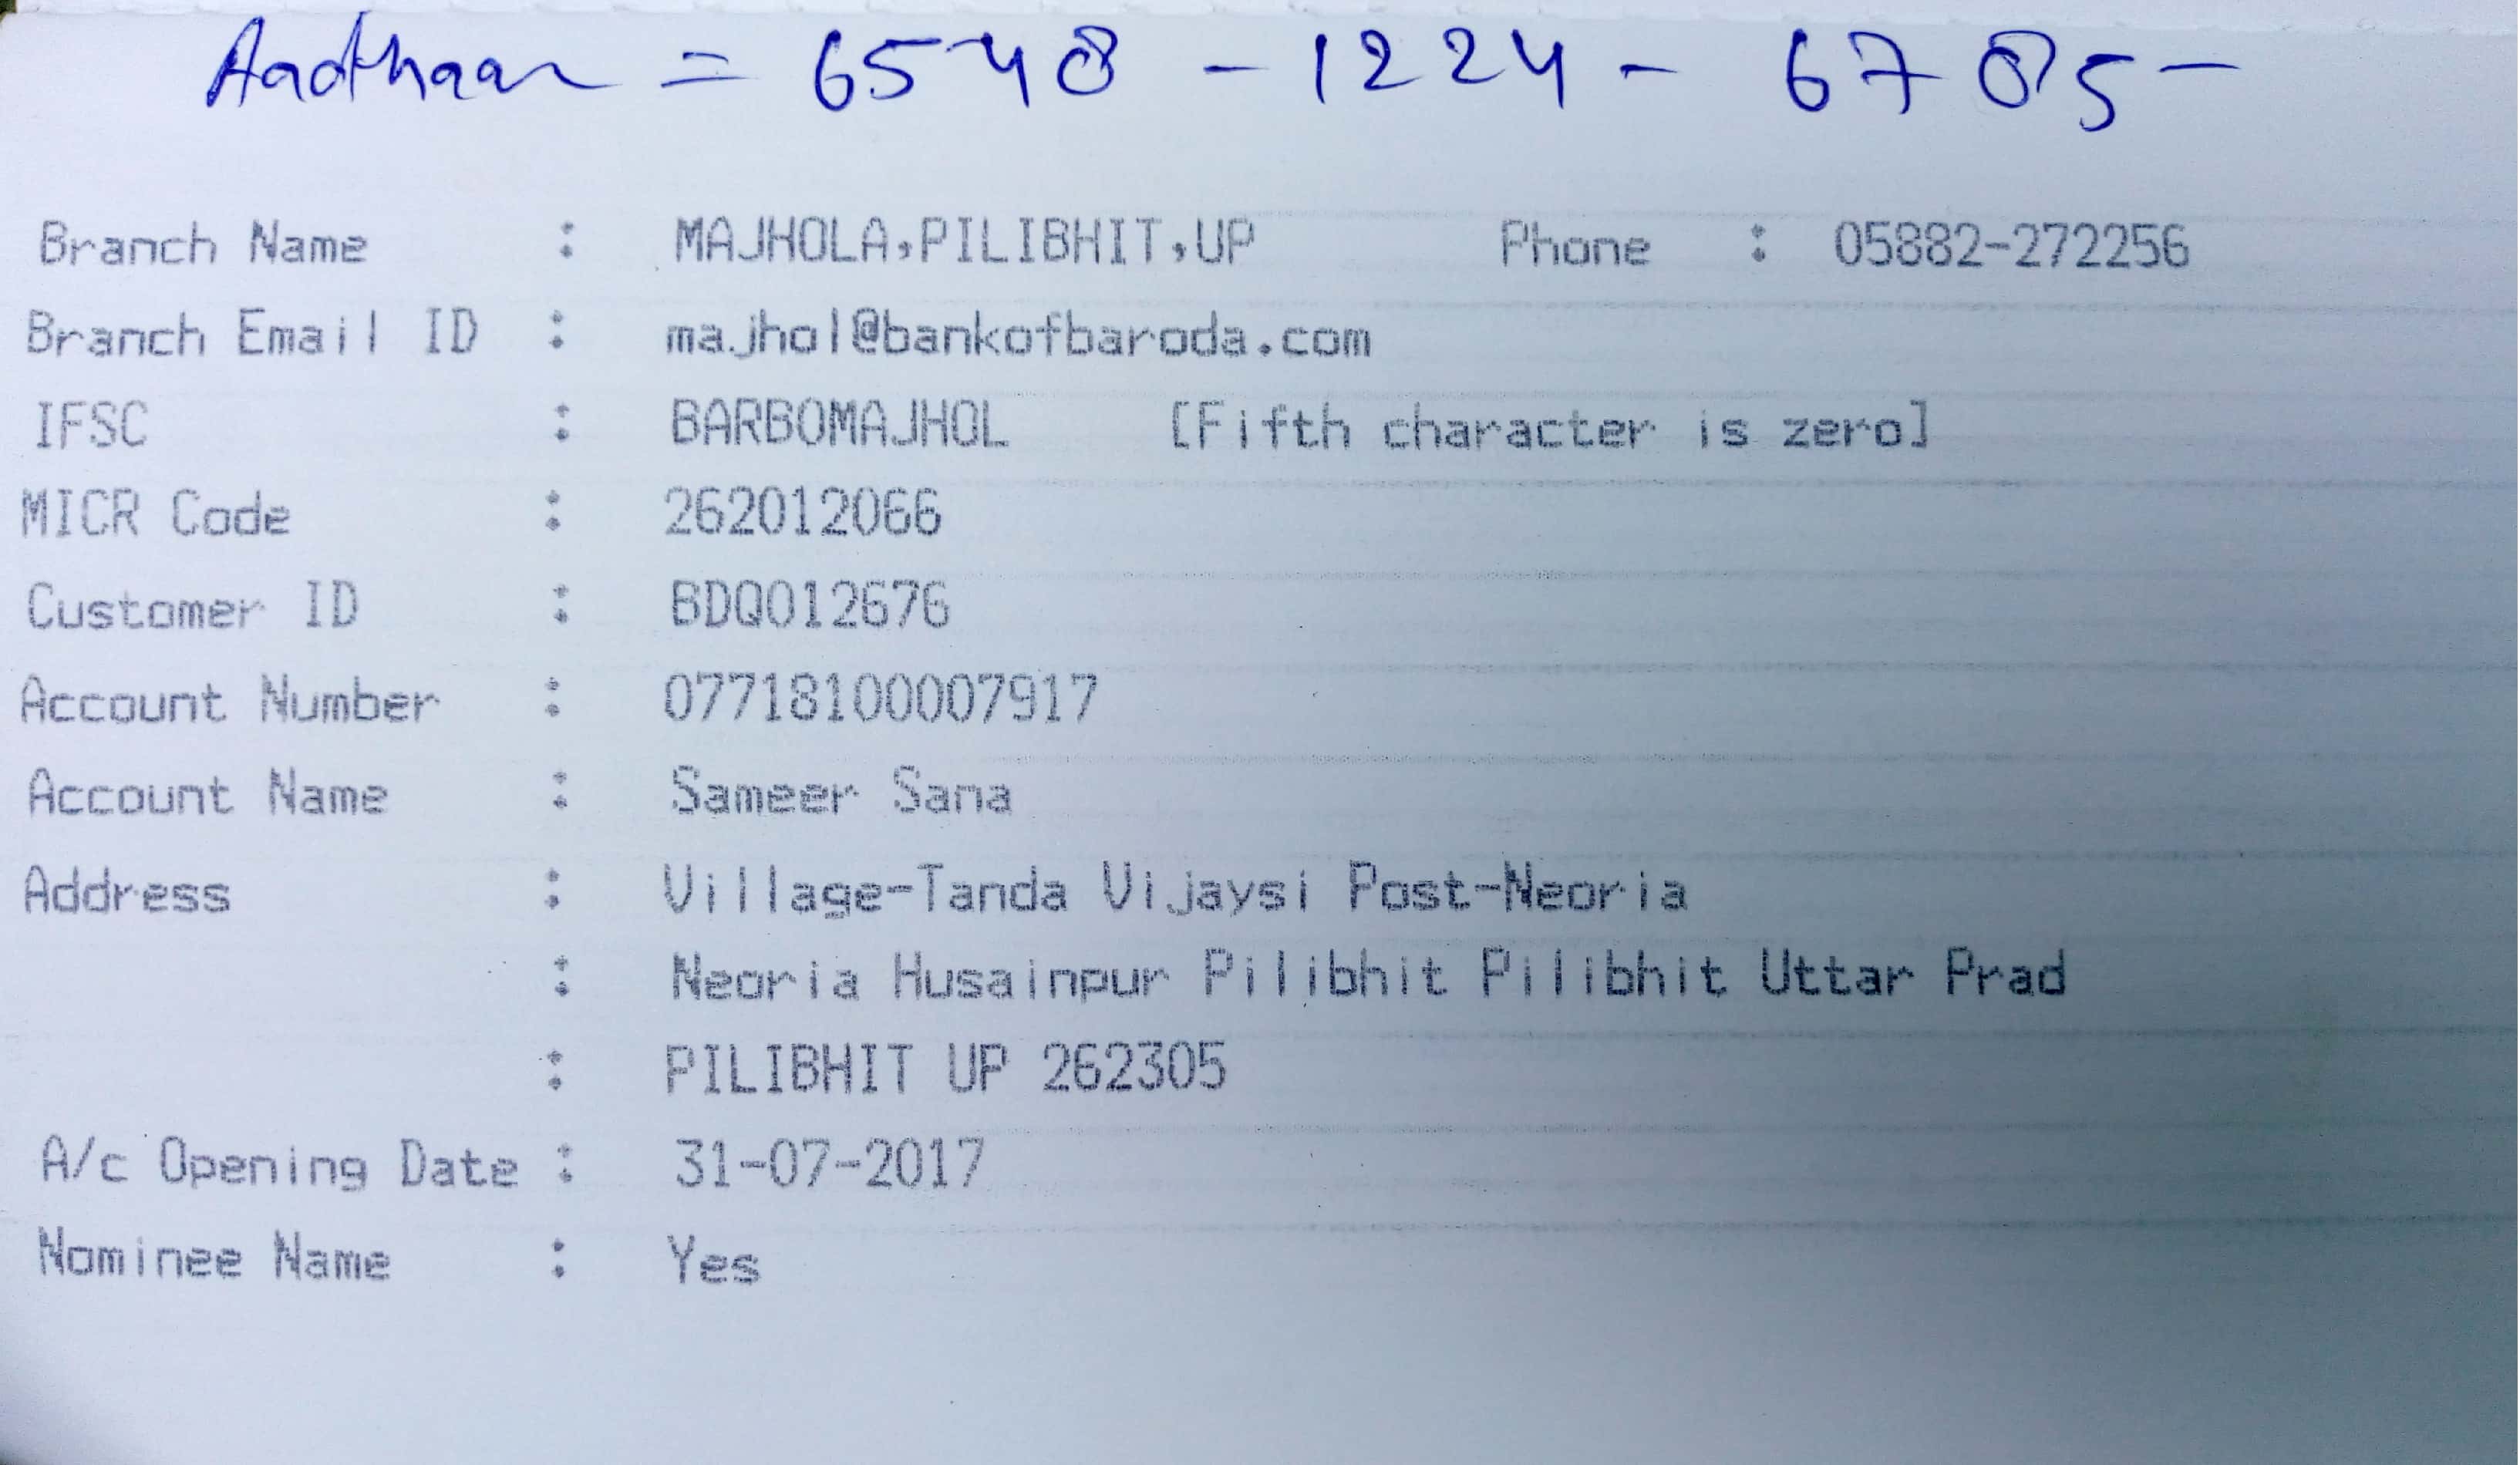 Aadhaar = 6548 - 1224 - 6785-
Branch Name : MAJHOLA,PILIBHIT,UP Phone : 05882-272256
Branch Email ID : majhol@bankofbaroda.com
IFSC : BARB0MAJHOL [Fifth character is zero]
MICR Code : 262012066
Customer ID : BDQ012676
Account Number : 07718100007917
Account Name : Sameer Sana
Address : Village-Tanda Vijaysi Post-Neoria
: Neoria Husainpur Pilibhit Pilibhit Uttar Prad
: PILIBHIT UP 262305
A/c Opening Date : 31-07-2017
Nominee Name : Yes